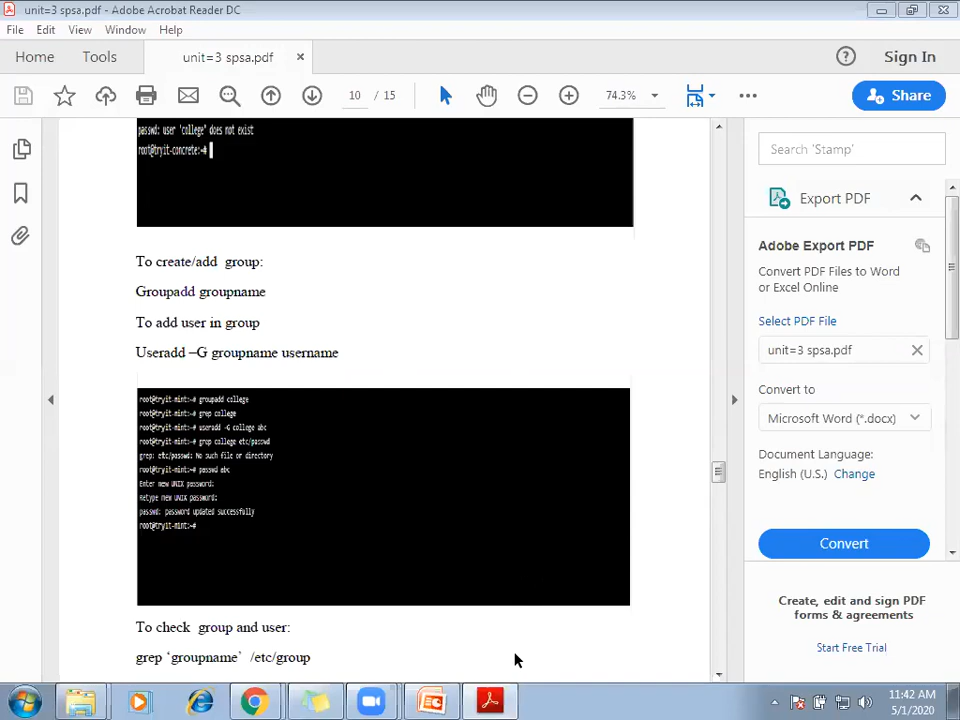 unit=3 spsa.pdf - Adobe Acrobat Reader DC
File Edit View Window Help
Home Tools unit=3 spsa.pdf × Sign In
10 / 15 74.3% Share
passwd: user 'college' does not exist
root@tryit-concrete:~#
To create/add group:
Groupadd groupname
To add user in group
Useradd –G groupname username
root@tryit-mint:~# groupadd college
root@tryit-mint:~# grep college
root@tryit-mint:~# useradd -G college abc
root@tryit-mint:~# grep college etc/passwd
grep: etc/passwd: No such file or directory
root@tryit-mint:~# passwd abc
Enter new UNIX password:
Retype new UNIX password:
passwd: password updated successfully
root@tryit-mint:~#
To check group and user:
grep ‘groupname` /etc/group
Search 'Stamp'
Export PDF
Adobe Export PDF
Convert PDF Files to Word
or Excel Online
Select PDF File
unit=3 spsa.pdf
Convert to
Microsoft Word (*.docx)
Document Language:
English (U.S.) Change
Convert
Create, edit and sign PDF
forms & agreements
Start Free Trial
11:42 AM
5/1/2020